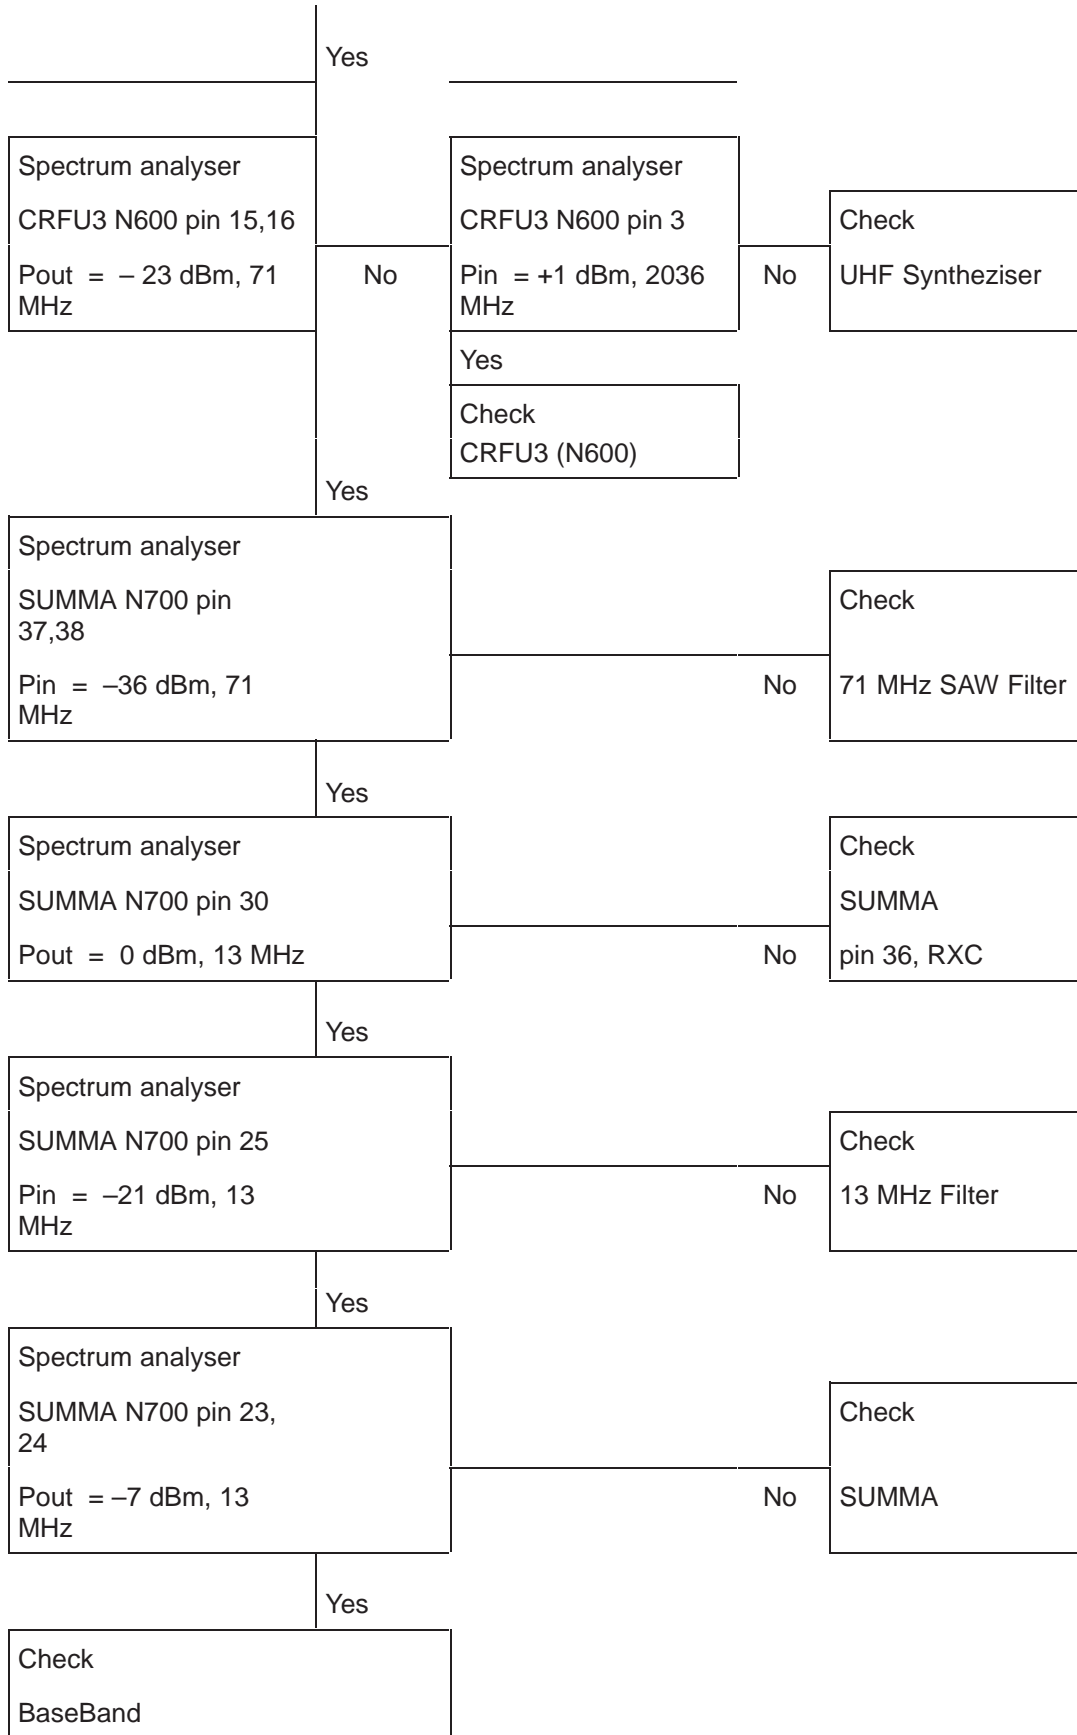 Yes
Spectrum analyser
CRFU3 N600 pin 15,16
Pout = – 23 dBm, 71
MHz
No
Spectrum analyser
CRFU3 N600 pin 3
Pin = +1 dBm, 2036
MHz
No
Check
UHF Syntheziser
Yes
Check
CRFU3 (N600)
Yes
Spectrum analyser
SUMMA N700 pin
37,38
Pin = –36 dBm, 71
MHz
No
Check
71 MHz SAW Filter
Yes
Spectrum analyser
SUMMA N700 pin 30
Pout = 0 dBm, 13 MHz
No
Check
SUMMA
pin 36, RXC
Yes
Spectrum analyser
SUMMA N700 pin 25
Pin = –21 dBm, 13
MHz
No
Check
13 MHz Filter
Yes
Spectrum analyser
SUMMA N700 pin 23,
24
Pout = –7 dBm, 13
MHz
No
Check
SUMMA
Yes
Check
BaseBand